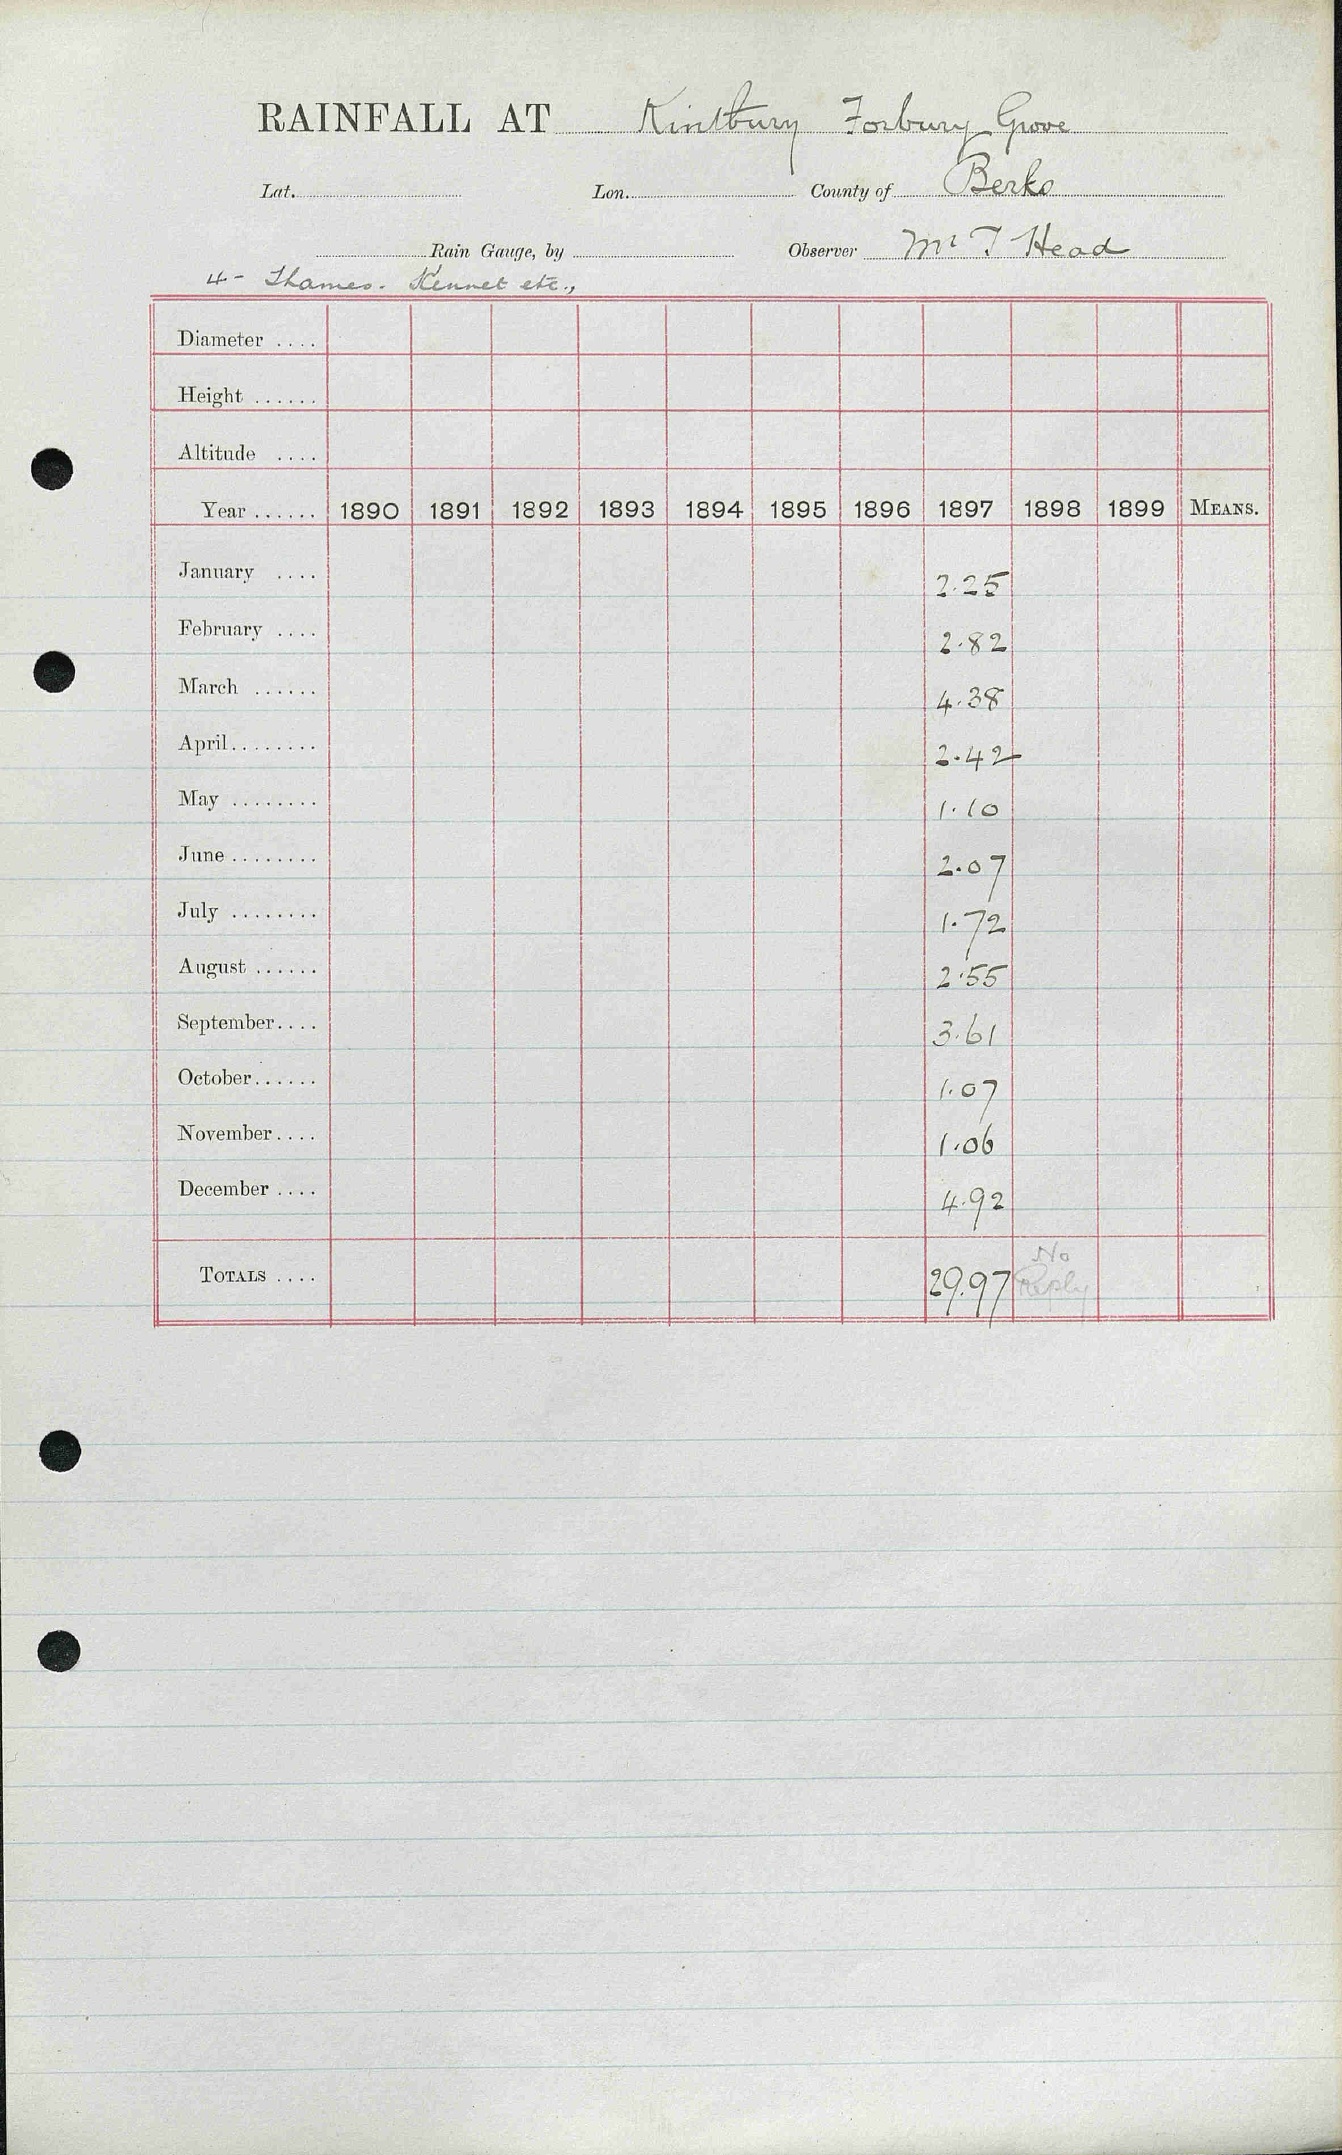 RAINFALL AT Kintbury Forbury Grove
Lat. Lon. County of Berks
Rain Gauge, by Observer Mr T Head
4 - Thames. Kennet etc.,
Diameter ....
Height ......
Altitude ....
Year ...... 1890 1891 1892 1893 1894 1895 1896 1897 1898 1899 MEANS.
January .... 2.25
February .... 2.82
March ...... 4.38
April........ 2.42
May ........ 1.10
June ........ 2.07
July ........ 1.72
August ...... 2.55
September.... 3.61
October...... 1.07
November.... 1.06
December .... 4.92
TOTALS .... 29.97 No Reply